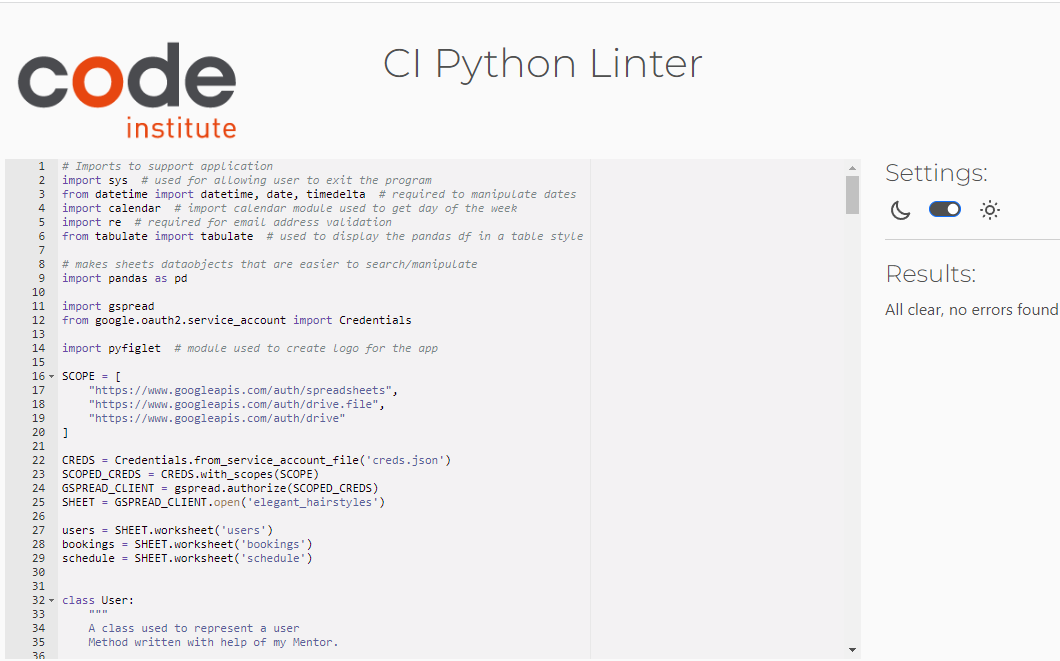 code
institute
CI Python Linter
1 # Imports to support application
2 import sys  # used for allowing user to exit the program
3 from datetime import datetime, date, timedelta  # required to manipulate dates
4 import calendar  # import calendar module used to get day of the week
5 import re  # required for email address validation
6 from tabulate import tabulate  # used to display the pandas df in a table style
7
8 # makes sheets dataobjects that are easier to search/manipulate
9 import pandas as pd
10
11 import gspread
12 from google.oauth2.service_account import Credentials
13
14 import pyfiglet  # module used to create logo for the app
15
16 SCOPE = [
17     "https://www.googleapis.com/auth/spreadsheets",
18     "https://www.googleapis.com/auth/drive.file",
19     "https://www.googleapis.com/auth/drive"
20 ]
21
22 CREDS = Credentials.from_service_account_file('creds.json')
23 SCOPED_CREDS = CREDS.with_scopes(SCOPE)
24 GSPREAD_CLIENT = gspread.authorize(SCOPED_CREDS)
25 SHEET = GSPREAD_CLIENT.open('elegant_hairstyles')
26
27 users = SHEET.worksheet('users')
28 bookings = SHEET.worksheet('bookings')
29 schedule = SHEET.worksheet('schedule')
30
31
32 class User:
33     """
34     A class used to represent a user
35     Method written with help of my Mentor.
36
Settings:
Results:
All clear, no errors found